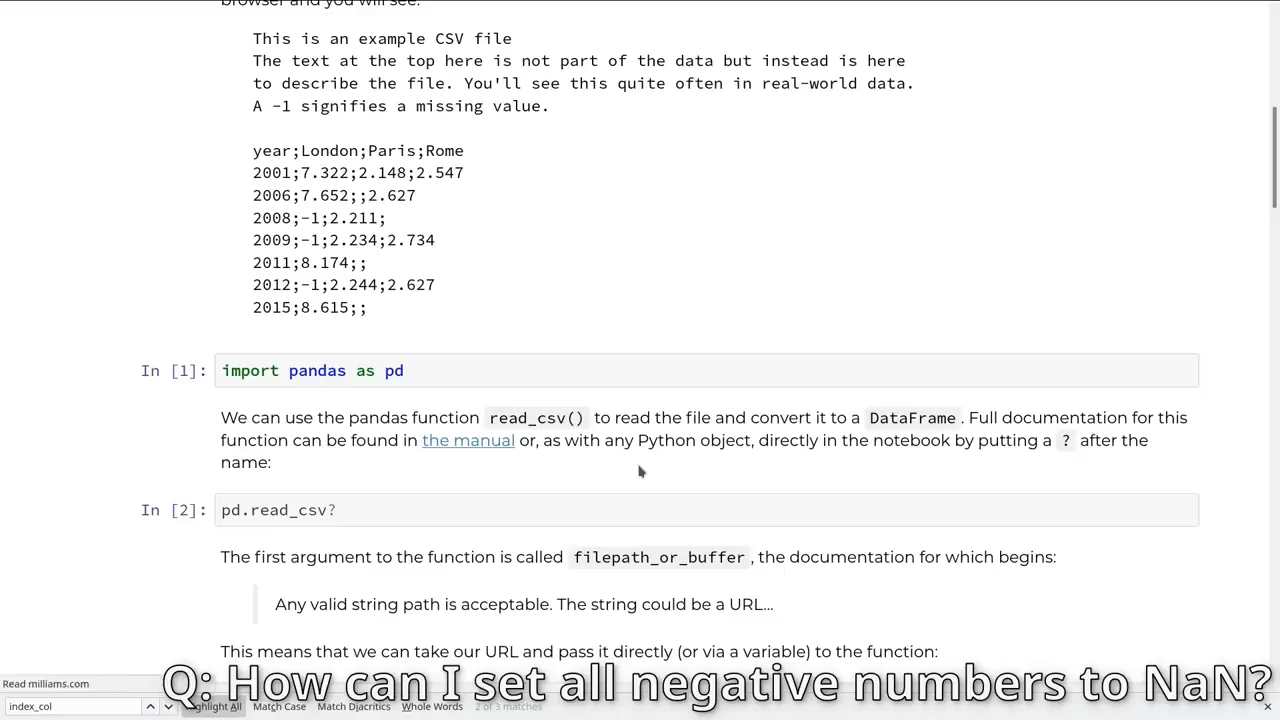 browser and you will see:
This is an example CSV file
The text at the top here is not part of the data but instead is here
to describe the file. You'll see this quite often in real-world data.
A -1 signifies a missing value.
year;London;Paris;Rome
2001;7.322;2.148;2.547
2006;7.652;;2.627
2008;-1;2.211;
2009;-1;2.234;2.734
2011;8.174;;
2012;-1;2.244;2.627
2015;8.615;;
In [1]: import pandas as pd
We can use the pandas function read_csv() to read the file and convert it to a DataFrame. Full documentation for this
function can be found in the manual or, as with any Python object, directly in the notebook by putting a ? after the
name:
In [2]: pd.read_csv?
The first argument to the function is called filepath_or_buffer, the documentation for which begins:
Any valid string path is acceptable. The string could be a URL...
This means that we can take our URL and pass it directly (or via a variable) to the function:
Read milliams.com
Q: How can I set all negative numbers to NaN?
index_col Highlight All Match Case Match Diacritics Whole Words 2 of 3 matches